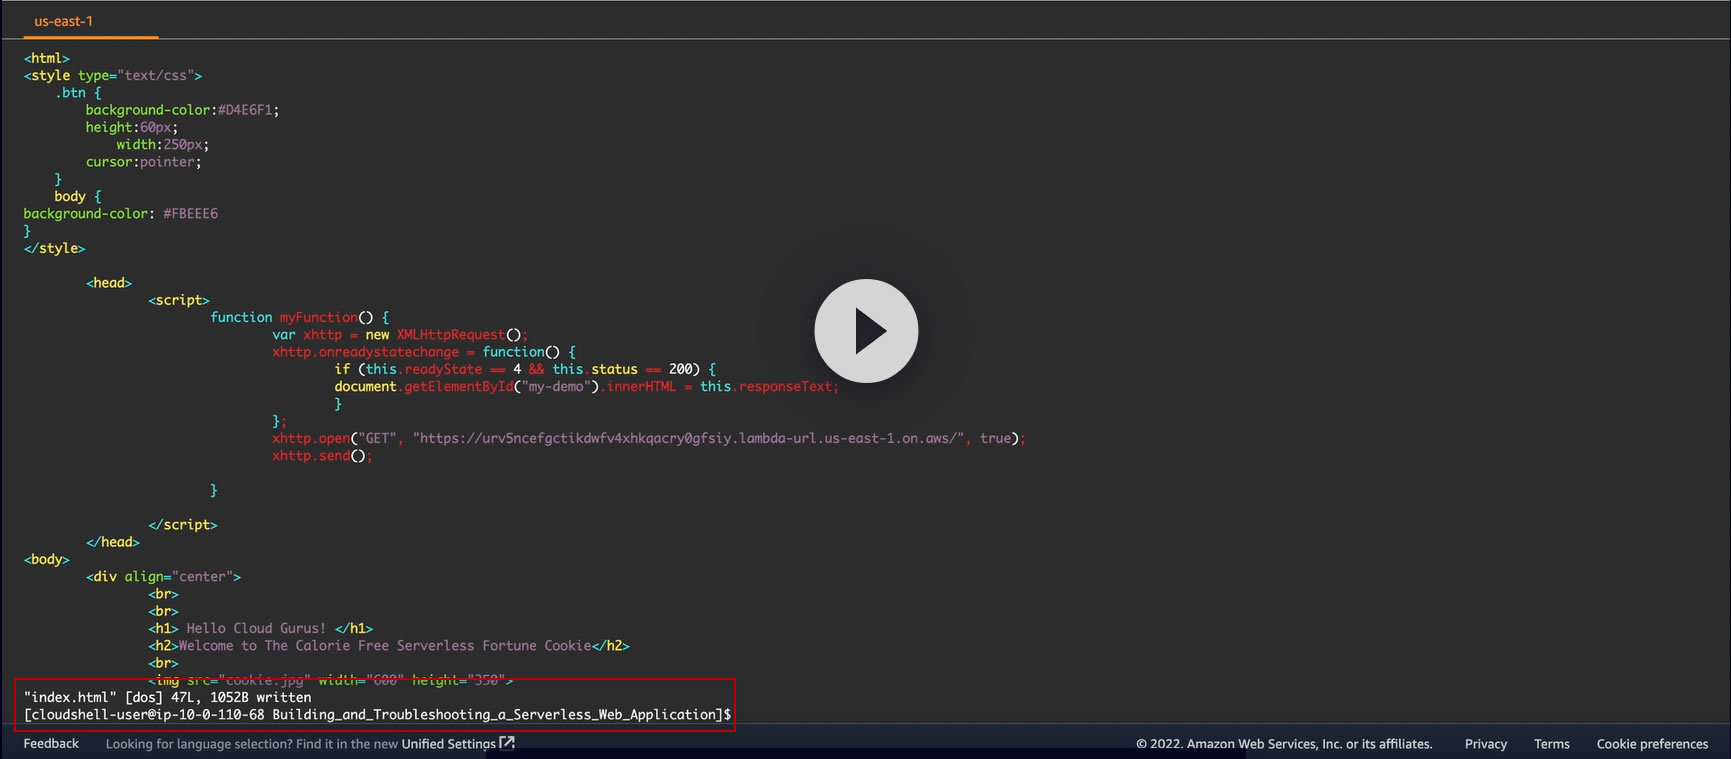 us-east-1
<html>
<style type="text/css">
    .btn {
        background-color:#D4E6F1;
        height:60px;
            width:250px;
        cursor:pointer;
    }
    body {
background-color: #FBEEE6
}
</style>
        <head>
                <script>
                        function myFunction() {
                                var xhttp = new XMLHttpRequest();
                                xhttp.onreadystatechange = function() {
                                        if (this.readyState == 4 && this.status == 200) {
                                        document.getElementById("my-demo").innerHTML = this.responseText;
                                        }
                                };
                                xhttp.open("GET", "https://urv5ncefgctikdwfv4xhkqacry0gfsiy.lambda-url.us-east-1.on.aws/", true);
                                xhttp.send();
                        }
                </script>
        </head>
<body>
        <div align="center">
                <br>
                <br>
                <h1> Hello Cloud Gurus! </h1>
                <h2>Welcome to The Calorie Free Serverless Fortune Cookie</h2>
                <br>
                <img src="cookie.jpg" width="600" height="350">
"index.html" [dos] 47L, 1052B written
[cloudshell-user@ip-10-0-110-68 Building_and_Troubleshooting_a_Serverless_Web_Application]$
Feedback Looking for language selection? Find it in the new Unified Settings © 2022, Amazon Web Services, Inc. or its affiliates. Privacy Terms Cookie preferences